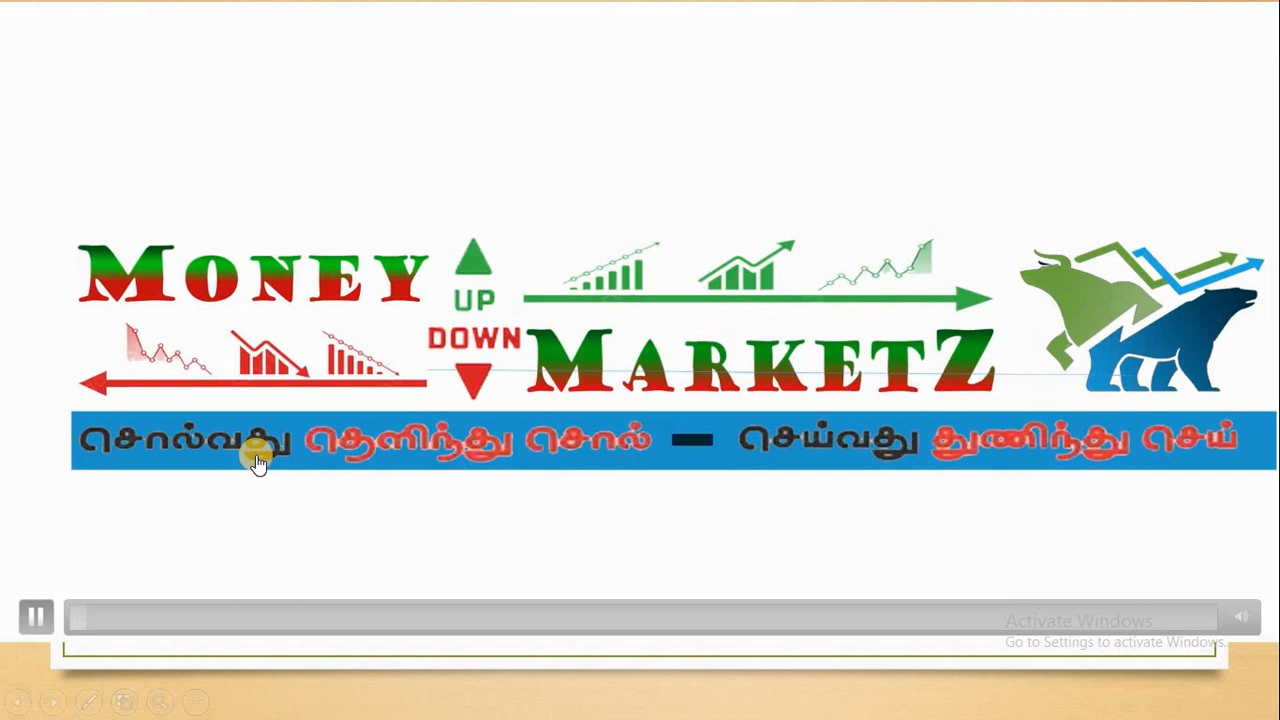 MONEY
UP
DOWN
MARKETZ
சொல்வது தெளிந்து சொல் – செய்வது துணிந்து செய்
Activate Windows
Go to Settings to activate Windows.